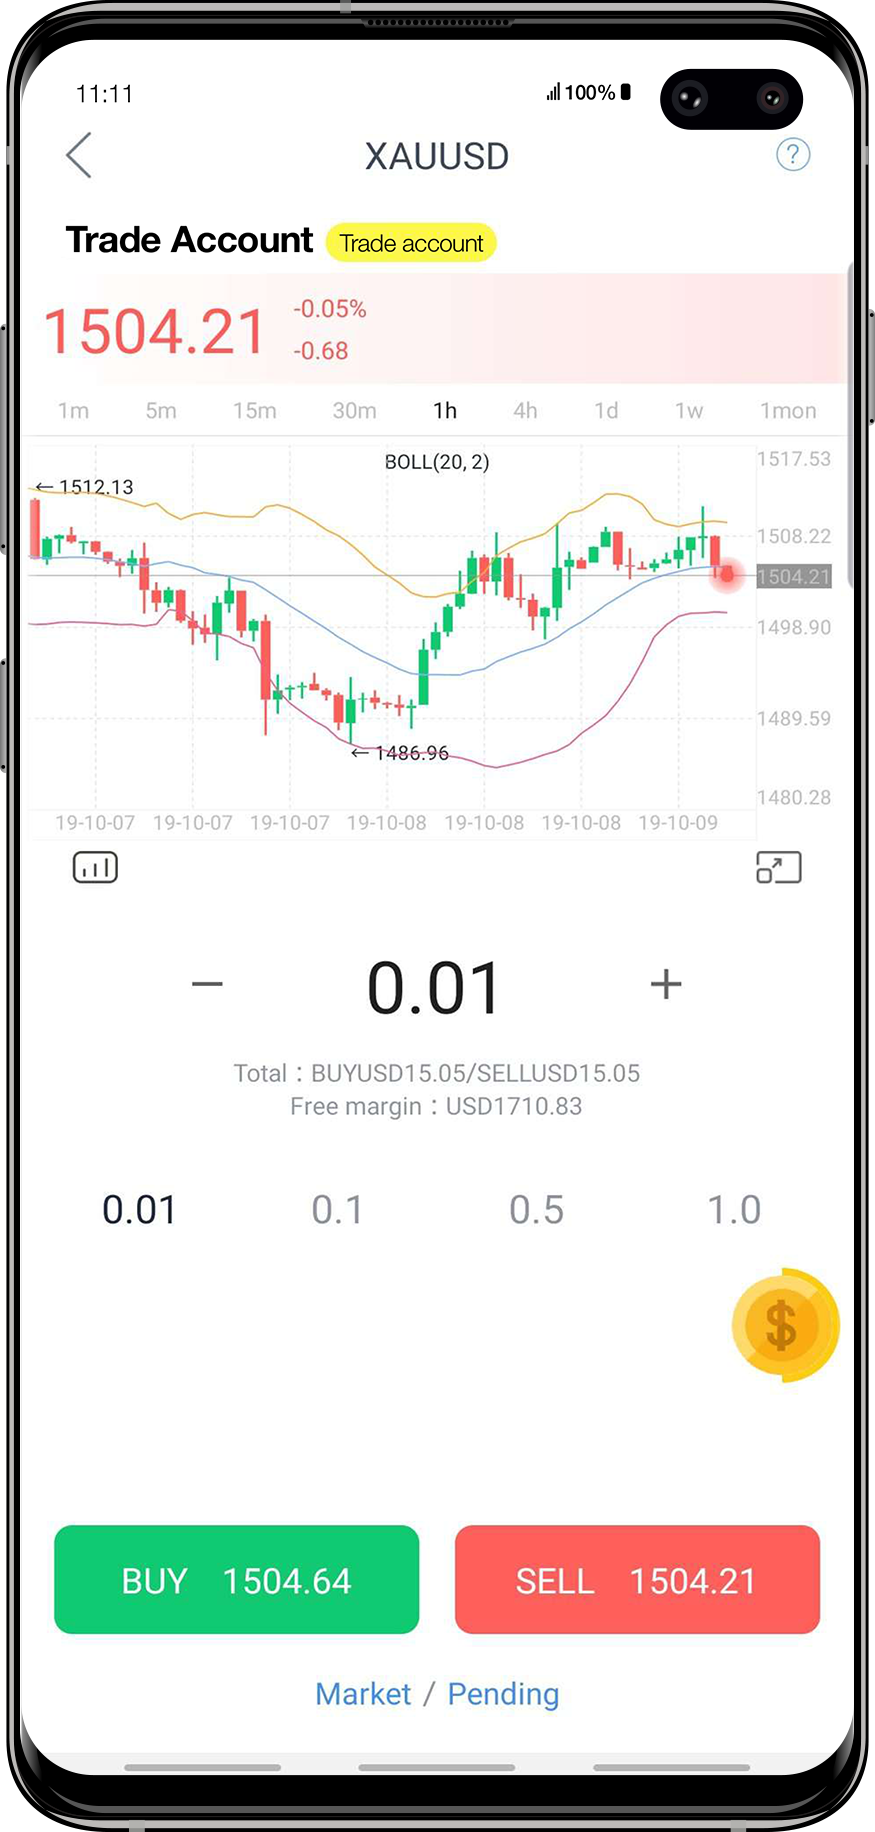 11:11 100%
XAUUSD ?
Trade Account Trade account
1504.21 -0.05%
-0.68
1m 5m 15m 30m 1h 4h 1d 1w 1mon
BOLL(20, 2) 1517.53
← 1512.13
1508.22
1504.21
1498.90
1489.59
← 1486.96
1480.28
19-10-07 19-10-07 19-10-07 19-10-08 19-10-08 19-10-08 19-10-09
− 0.01 +
Total：BUYUSD15.05/SELLUSD15.05
Free margin：USD1710.83
0.01 0.1 0.5 1.0
$
BUY 1504.64 SELL 1504.21
Market / Pending